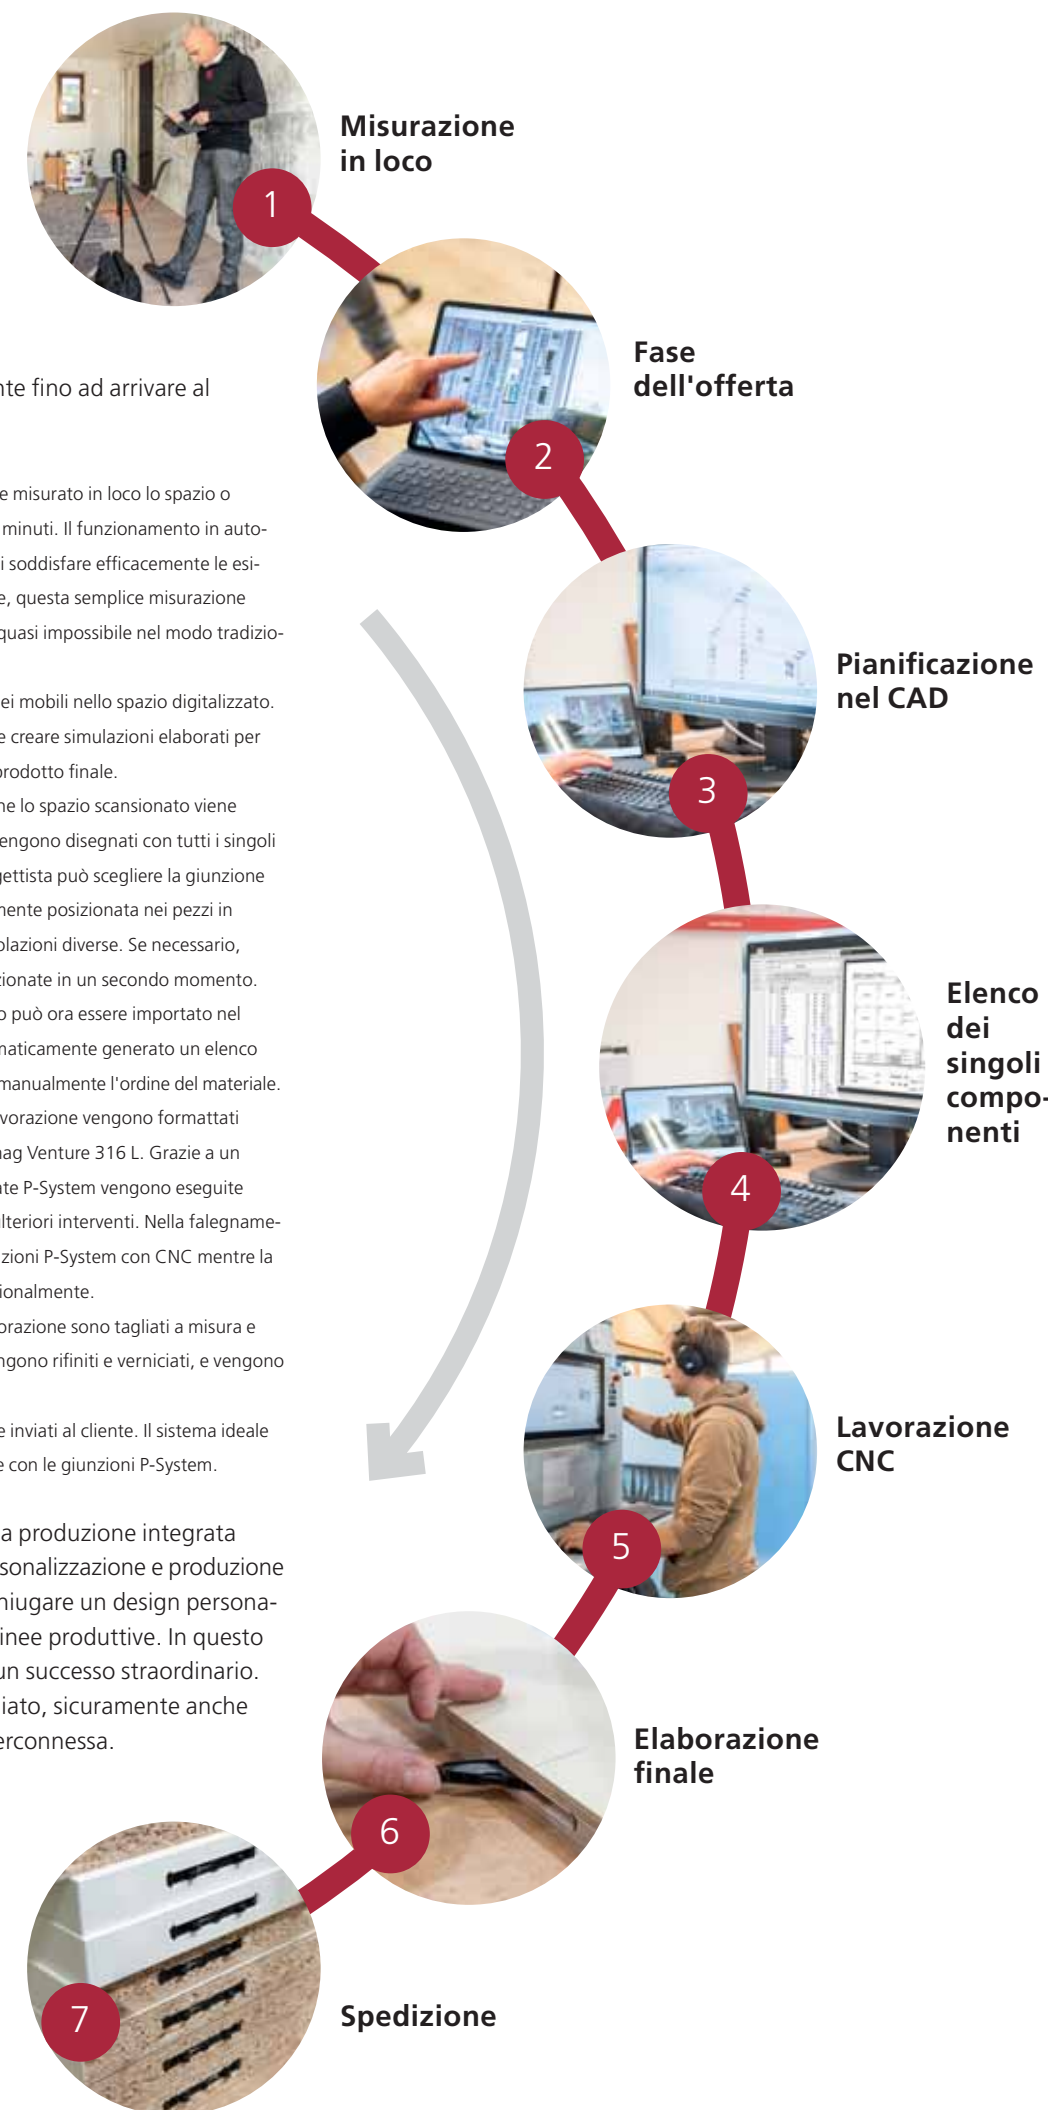 Misurazione
in loco
1
nte fino ad arrivare al
Fase
dell'offerta
2
e misurato in loco lo spazio o
minuti. Il funzionamento in auto-
i soddisfare efficacemente le esi-
e, questa semplice misurazione
quasi impossibile nel modo tradizio-
ei mobili nello spazio digitalizzato.
e creare simulazioni elaborati per
prodotto finale.
ne lo spazio scansionato viene
vengono disegnati con tutti i singoli
gettista può scegliere la giunzione
mente posizionata nei pezzi in
olazioni diverse. Se necessario,
zionate in un secondo momento.
o può ora essere importato nel
maticamente generato un elenco
manualmente l'ordine del materiale.
avorazione vengono formattati
nag Venture 316 L. Grazie a un
ate P-System vengono eseguite
ulteriori interventi. Nella falegname-
zioni P-System con CNC mentre la
ionalmente.
orazione sono tagliati a misura e
ngono rifiniti e verniciati, e vengono
e inviati al cliente. Il sistema ideale
e con le giunzioni P-System.
a produzione integrata
sonalizzazione e produzione
niugare un design persona-
linee produttive. In questo
un successo straordinario.
giato, sicuramente anche
erconnessa.
Pianificazione
nel CAD
3
Elenco
dei
singoli
compo-
nenti
4
Lavorazione
CNC
5
Elaborazione
finale
6
Spedizione
7